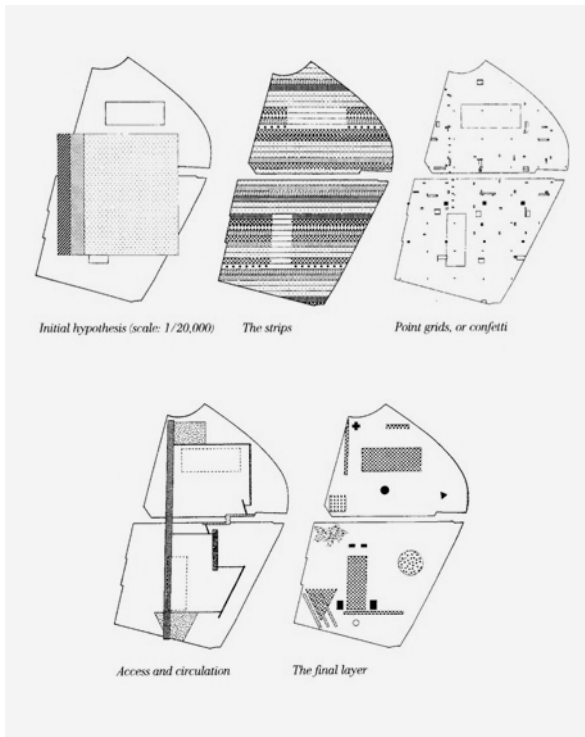 Initial hypothesis (scale: 1/20,000)
The strips
Point grids, or confetti
Access and circulation
The final layer